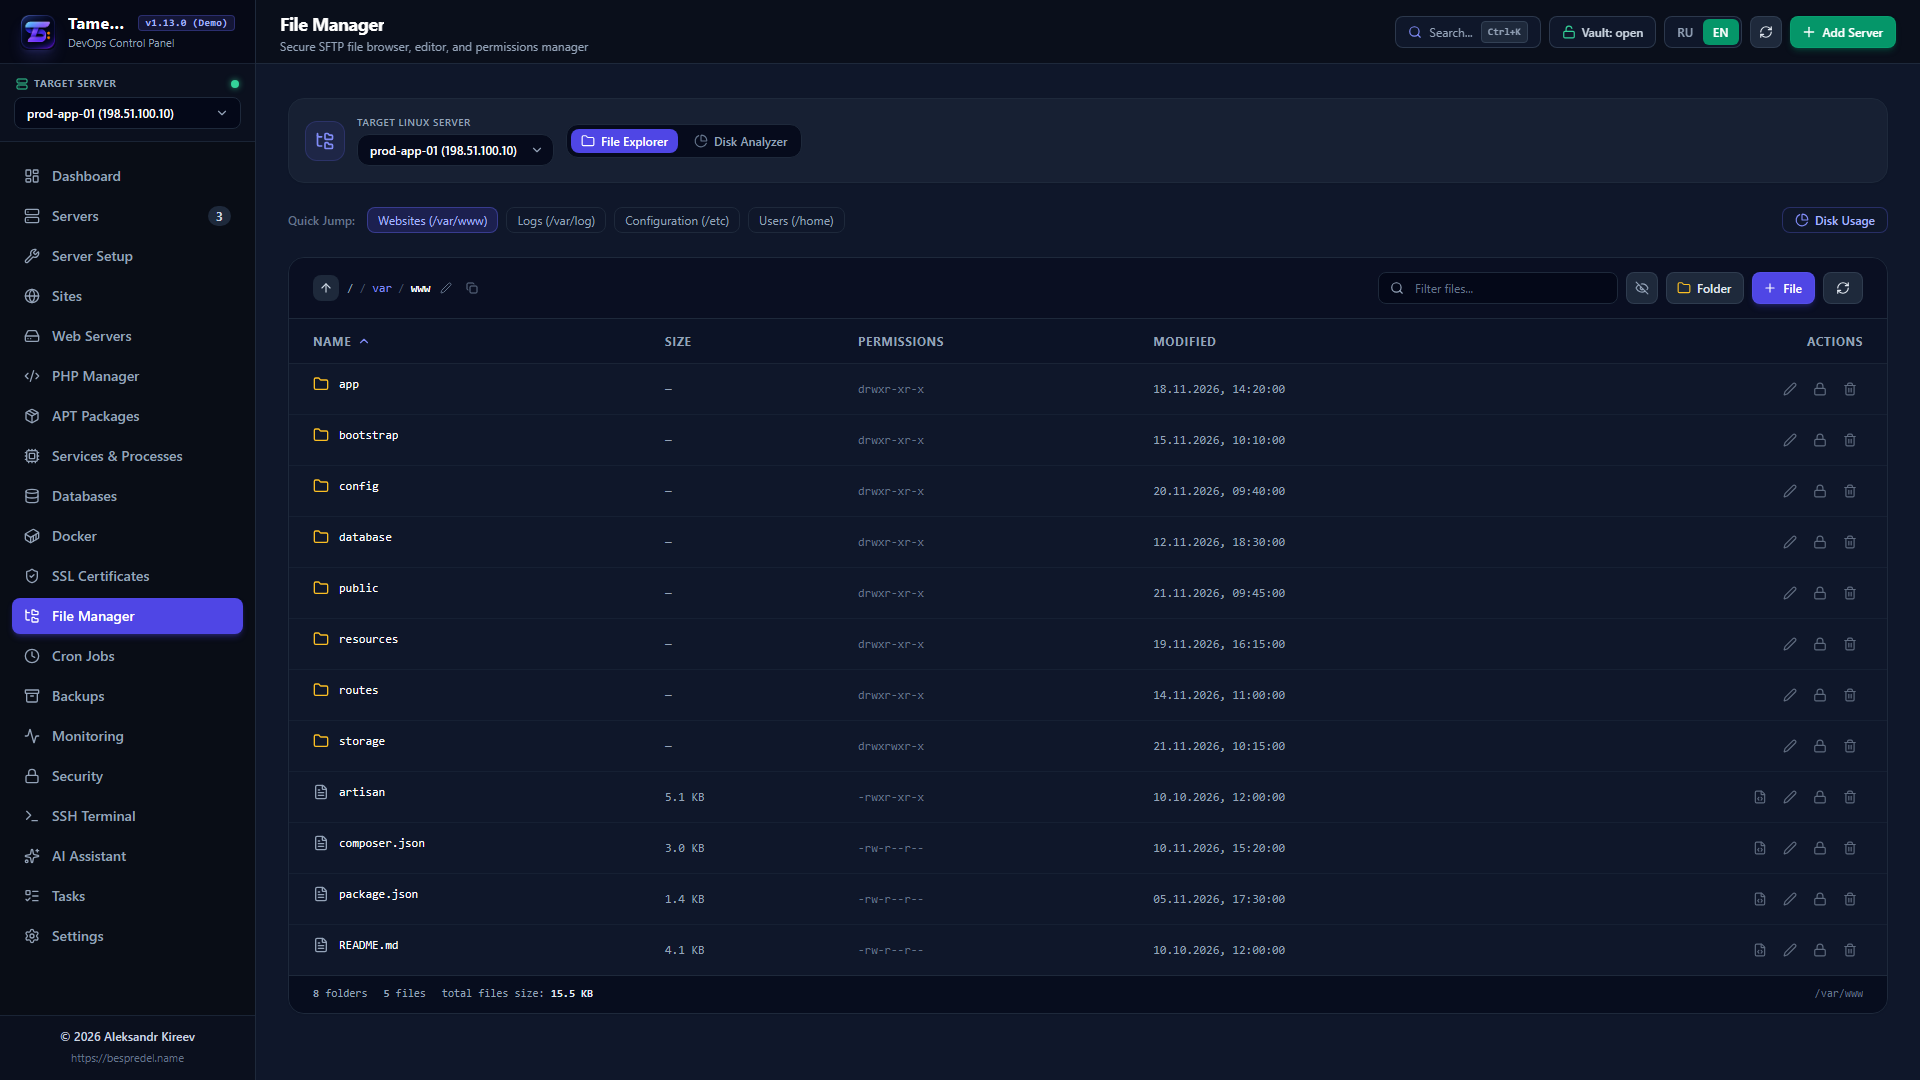 Tame...
v1.13.0 (Demo)
DevOps Control Panel
TARGET SERVER
prod-app-01 (198.51.100.10)
Dashboard
Servers
3
Server Setup
Sites
Web Servers
PHP Manager
APT Packages
Services & Processes
Databases
Docker
SSL Certificates
File Manager
Cron Jobs
Backups
Monitoring
Security
SSH Terminal
AI Assistant
Tasks
Settings
© 2026 Aleksandr Kireev
https://bespredel.name
File Manager
Secure SFTP file browser, editor, and permissions manager
Search... Ctrl+K
Vault: open
RU EN
Add Server
TARGET LINUX SERVER
prod-app-01 (198.51.100.10)
File Explorer
Disk Analyzer
Quick Jump: Websites (/var/www) Logs (/var/log) Configuration (/etc) Users (/home)
Disk Usage
/ / var / www
Filter files...
Folder
+ File
NAME SIZE PERMISSIONS MODIFIED ACTIONS
app — drwxr-xr-x 18.11.2026, 14:20:00
bootstrap — drwxr-xr-x 15.11.2026, 10:10:00
config — drwxr-xr-x 20.11.2026, 09:40:00
database — drwxr-xr-x 12.11.2026, 18:30:00
public — drwxr-xr-x 21.11.2026, 09:45:00
resources — drwxr-xr-x 19.11.2026, 16:15:00
routes — drwxr-xr-x 14.11.2026, 11:00:00
storage — drwxrwxr-x 21.11.2026, 10:15:00
artisan 5.1 KB -rwxr-xr-x 10.10.2026, 12:00:00
composer.json 3.0 KB -rw-r--r-- 10.11.2026, 15:20:00
package.json 1.4 KB -rw-r--r-- 05.11.2026, 17:30:00
README.md 4.1 KB -rw-r--r-- 10.10.2026, 12:00:00
8 folders 5 files total files size: 15.5 KB
/var/www